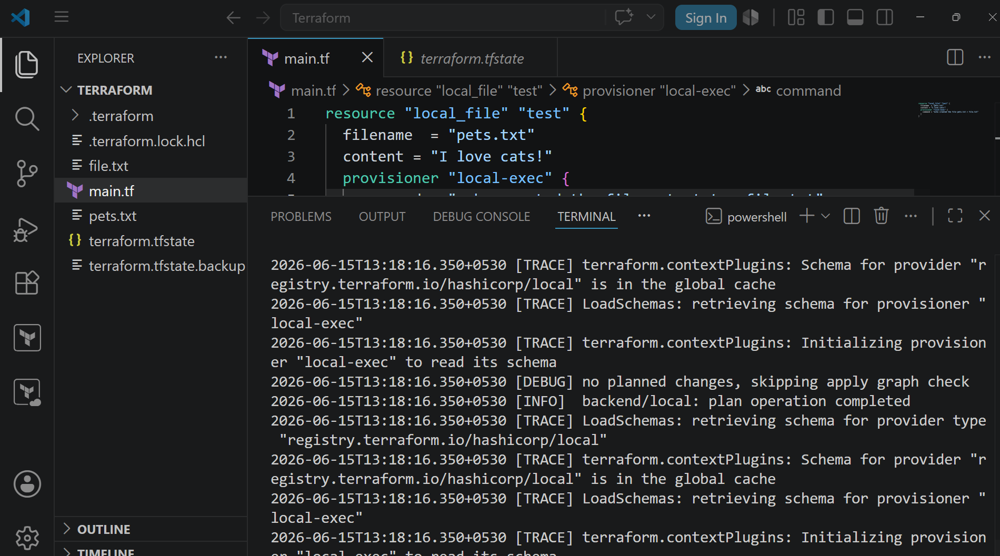 Terraform
Sign In
EXPLORER
TERRAFORM
.terraform
.terraform.lock.hcl
file.txt
main.tf
pets.txt
{} terraform.tfstate
terraform.tfstate.backup
OUTLINE
TIMELINE
main.tf
{} terraform.tfstate
main.tf > resource "local_file" "test" > provisioner "local-exec" > abc command
1 resource "local_file" "test" {
2 filename = "pets.txt"
3 content = "I love cats!"
4 provisioner "local-exec" {
PROBLEMS OUTPUT DEBUG CONSOLE TERMINAL ... powershell
2026-06-15T13:18:16.350+0530 [TRACE] terraform.contextPlugins: Schema for provider "r
egistry.terraform.io/hashicorp/local" is in the global cache
2026-06-15T13:18:16.350+0530 [TRACE] LoadSchemas: retrieving schema for provisioner "
local-exec"
2026-06-15T13:18:16.350+0530 [TRACE] terraform.contextPlugins: Initializing provision
er "local-exec" to read its schema
2026-06-15T13:18:16.350+0530 [DEBUG] no planned changes, skipping apply graph check
2026-06-15T13:18:16.350+0530 [INFO]  backend/local: plan operation completed
2026-06-15T13:18:16.350+0530 [TRACE] LoadSchemas: retrieving schema for provider type
"registry.terraform.io/hashicorp/local"
2026-06-15T13:18:16.350+0530 [TRACE] terraform.contextPlugins: Schema for provider "r
egistry.terraform.io/hashicorp/local" is in the global cache
2026-06-15T13:18:16.350+0530 [TRACE] LoadSchemas: retrieving schema for provisioner "
local-exec"
2026-06-15T13:18:16.350+0530 [TRACE] terraform.contextPlugins: Initializing provision
er "local-exec" to read its schema